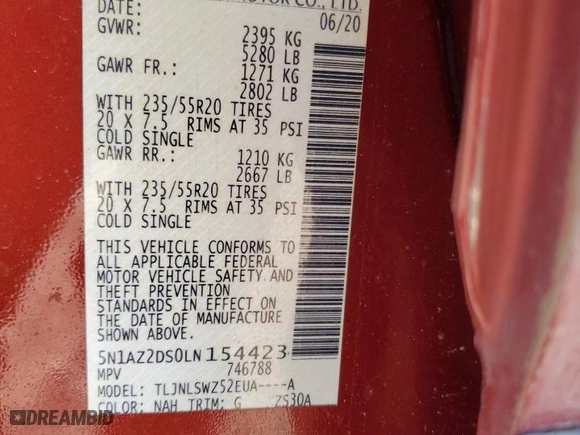 DATE: MOTOR CO., LTD.
06/20
GVWR: 2395 KG
5280 LB
GAWR FR.: 1271 KG
2802 LB
WITH 235/55R20 TIRES
20 X 7.5 RIMS AT 35 PSI
COLD SINGLE
GAWR RR.: 1210 KG
2667 LB
WITH 235/55R20 TIRES
20 X 7.5 RIMS AT 35 PSI
COLD SINGLE
THIS VEHICLE CONFORMS TO
ALL APPLICABLE FEDERAL
MOTOR VEHICLE SAFETY AND
THEFT PREVENTION
STANDARDS IN EFFECT ON
THE DATE OF MANUFACTURE
SHOWN ABOVE.
5N1AZ2DS0LN154423
MPV 746788
MODEL: TLJNLSWZ52EUA----A
COLOR: NAH TRIM: G ZS30A
DREAMBID